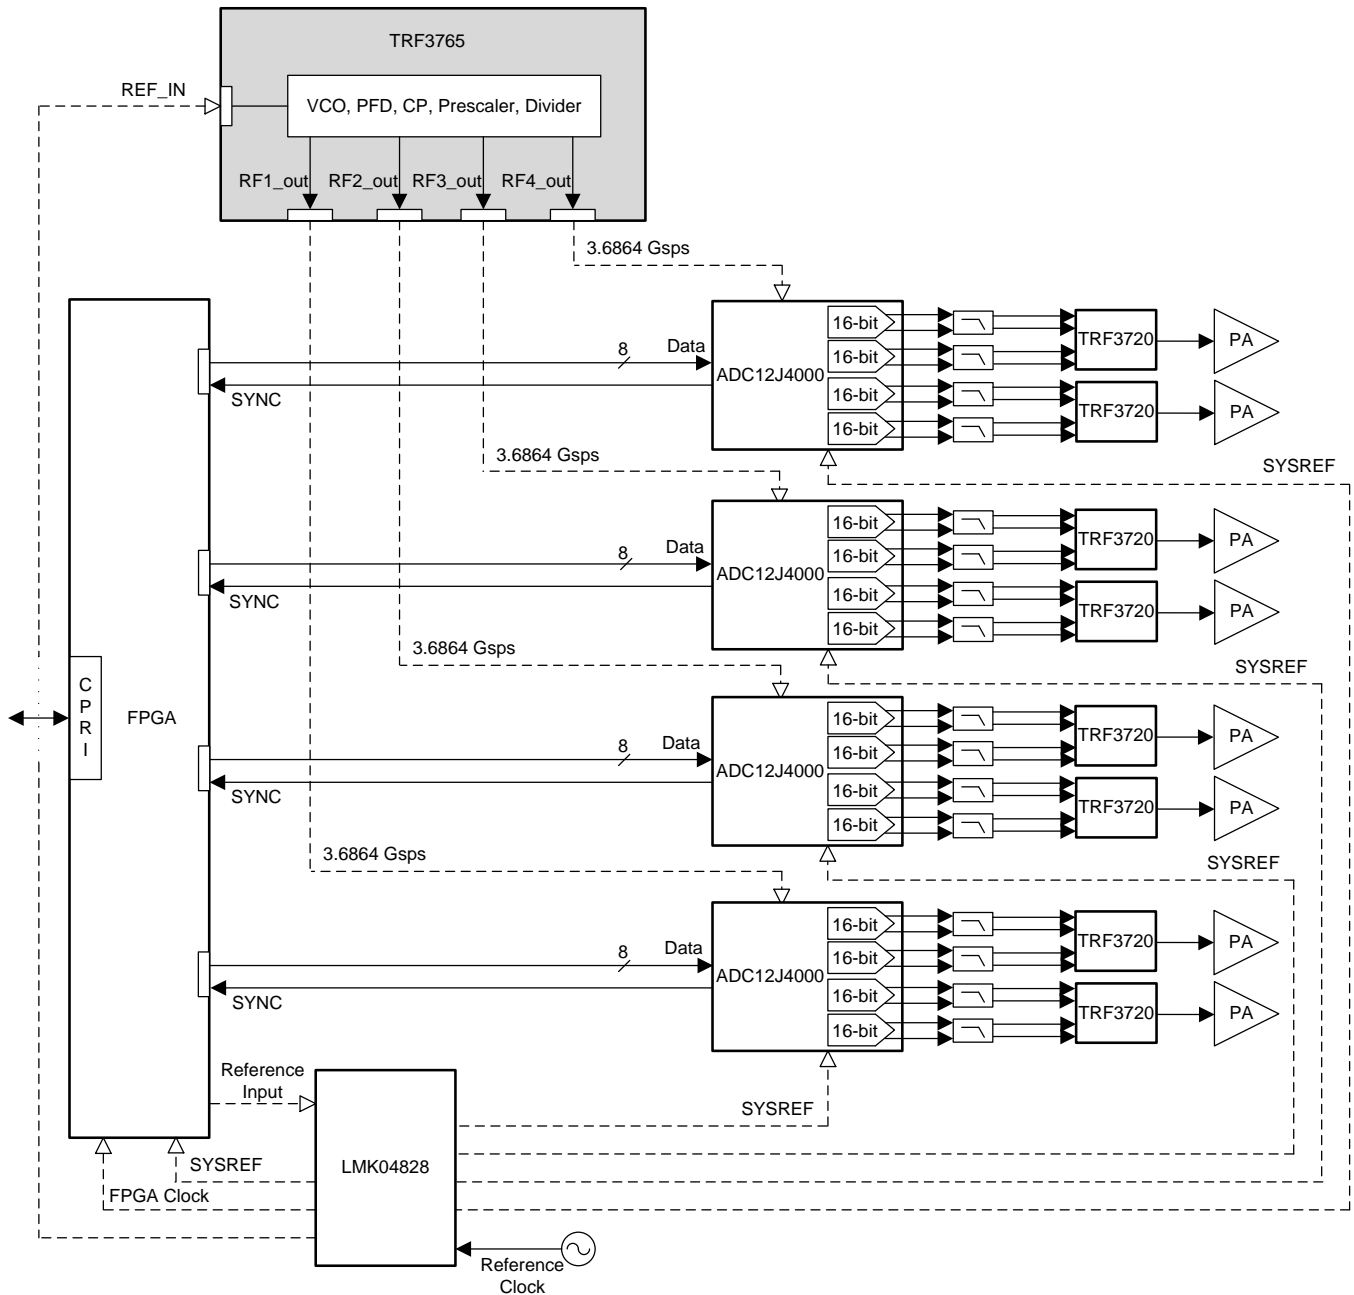 TRF3765
REF_IN
VCO, PFD, CP, Prescaler, Divider
RF1_out
RF2_out
RF3_out
RF4_out
3.6864 Gsps
8
Data
SYNC
ADC12J4000
16-bit
16-bit
16-bit
16-bit
TRF3720
PA
TRF3720
PA
SYSREF
3.6864 Gsps
8
Data
SYNC
ADC12J4000
16-bit
16-bit
16-bit
16-bit
TRF3720
PA
TRF3720
PA
SYSREF
3.6864 Gsps
CPRI
FPGA
8
Data
SYNC
ADC12J4000
16-bit
16-bit
16-bit
16-bit
TRF3720
PA
TRF3720
PA
SYSREF
3.6864 Gsps
8
Data
SYNC
ADC12J4000
16-bit
16-bit
16-bit
16-bit
TRF3720
PA
TRF3720
PA
Reference
Input
SYSREF
LMK04828
SYSREF
FPGA Clock
Reference
Clock